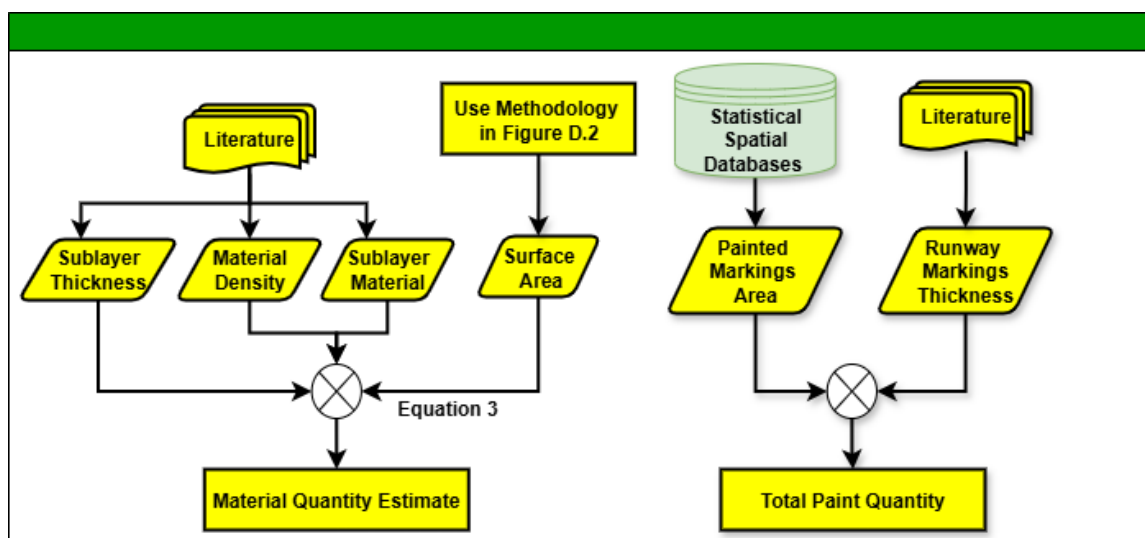 Literature
Use Methodology
in Figure D.2
Statistical
Spatial
Databases
Literature
Sublayer
Thickness
Material
Density
Sublayer
Material
Surface
Area
Painted
Markings
Area
Runway
Markings
Thickness
Equation 3
Material Quantity Estimate
Total Paint Quantity